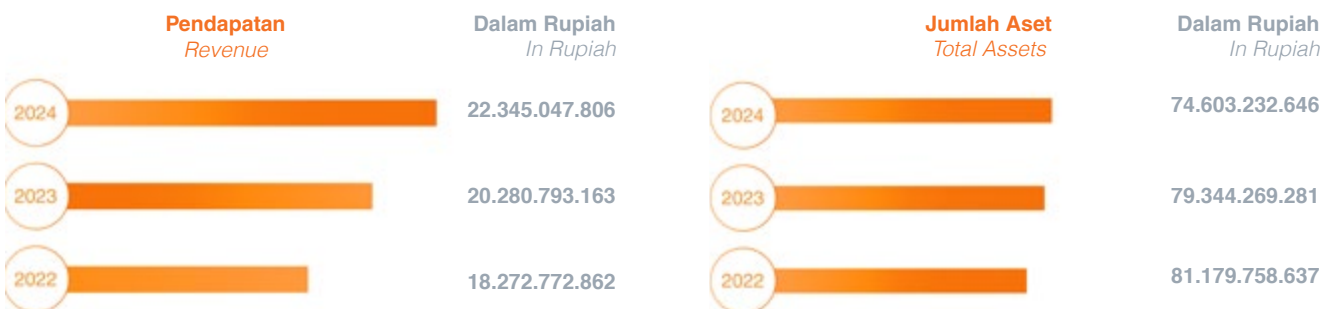 Pendapatan
Revenue
Dalam Rupiah
In Rupiah
2024
22.345.047.806
2023
20.280.793.163
2022
18.272.772.862
Jumlah Aset
Total Assets
Dalam Rupiah
In Rupiah
2024
74.603.232.646
2023
79.344.269.281
2022
81.179.758.637